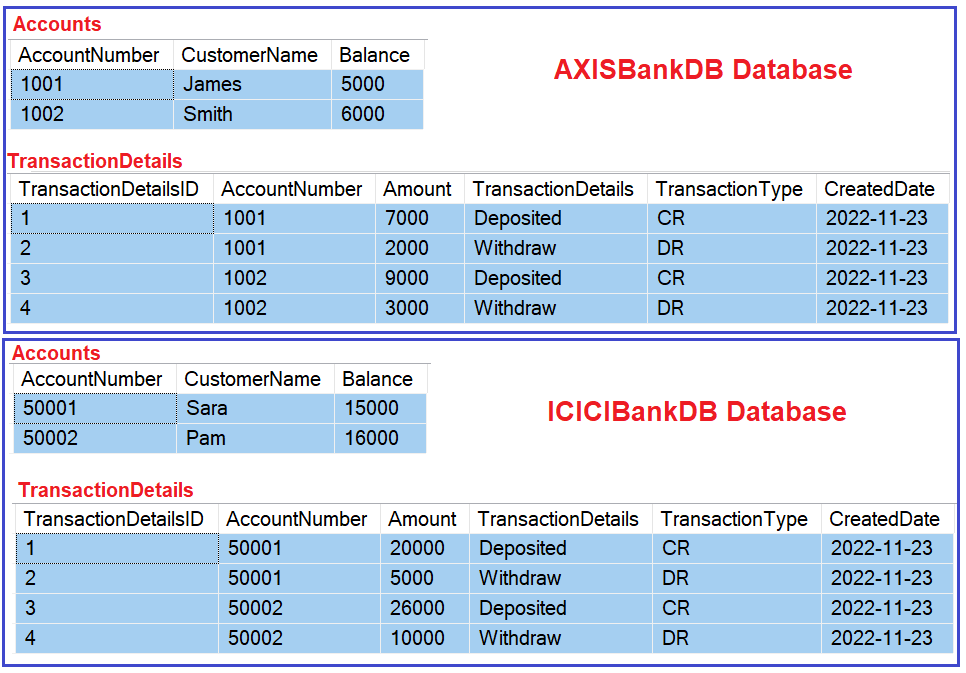 Accounts
AccountNumber CustomerName Balance
1001 James 5000
1002 Smith 6000
AXISBankDB Database
TransactionDetails
TransactionDetailsID AccountNumber Amount TransactionDetails TransactionType CreatedDate
1 1001 7000 Deposited CR 2022-11-23
2 1001 2000 Withdraw DR 2022-11-23
3 1002 9000 Deposited CR 2022-11-23
4 1002 3000 Withdraw DR 2022-11-23
Accounts
AccountNumber CustomerName Balance
50001 Sara 15000
50002 Pam 16000
ICICIBankDB Database
TransactionDetails
TransactionDetailsID AccountNumber Amount TransactionDetails TransactionType CreatedDate
1 50001 20000 Deposited CR 2022-11-23
2 50001 5000 Withdraw DR 2022-11-23
3 50002 26000 Deposited CR 2022-11-23
4 50002 10000 Withdraw DR 2022-11-23